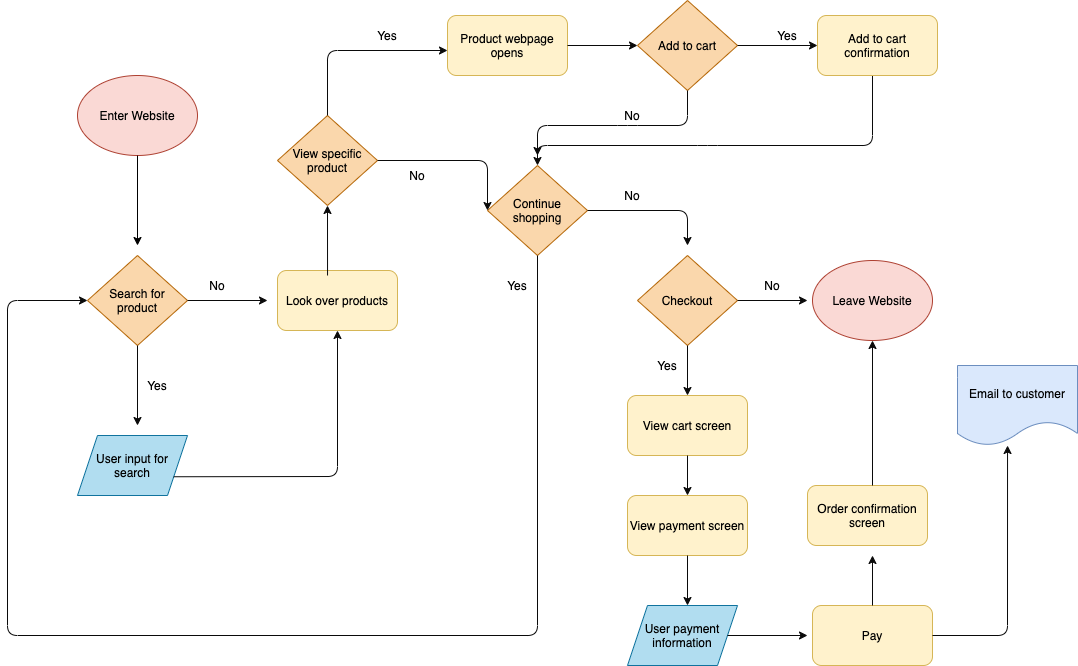 Yes
Product webpage
opens
Add to cart
Yes
Add to cart
confirmation
Enter Website
No
View specific
product
No
Continue
shopping
No
Search for
product
No
Look over products
Yes
Checkout
No
Leave Website
Yes
Yes
Email to customer
View cart screen
User input for
search
Order confirmation
screen
View payment screen
User payment
information
Pay